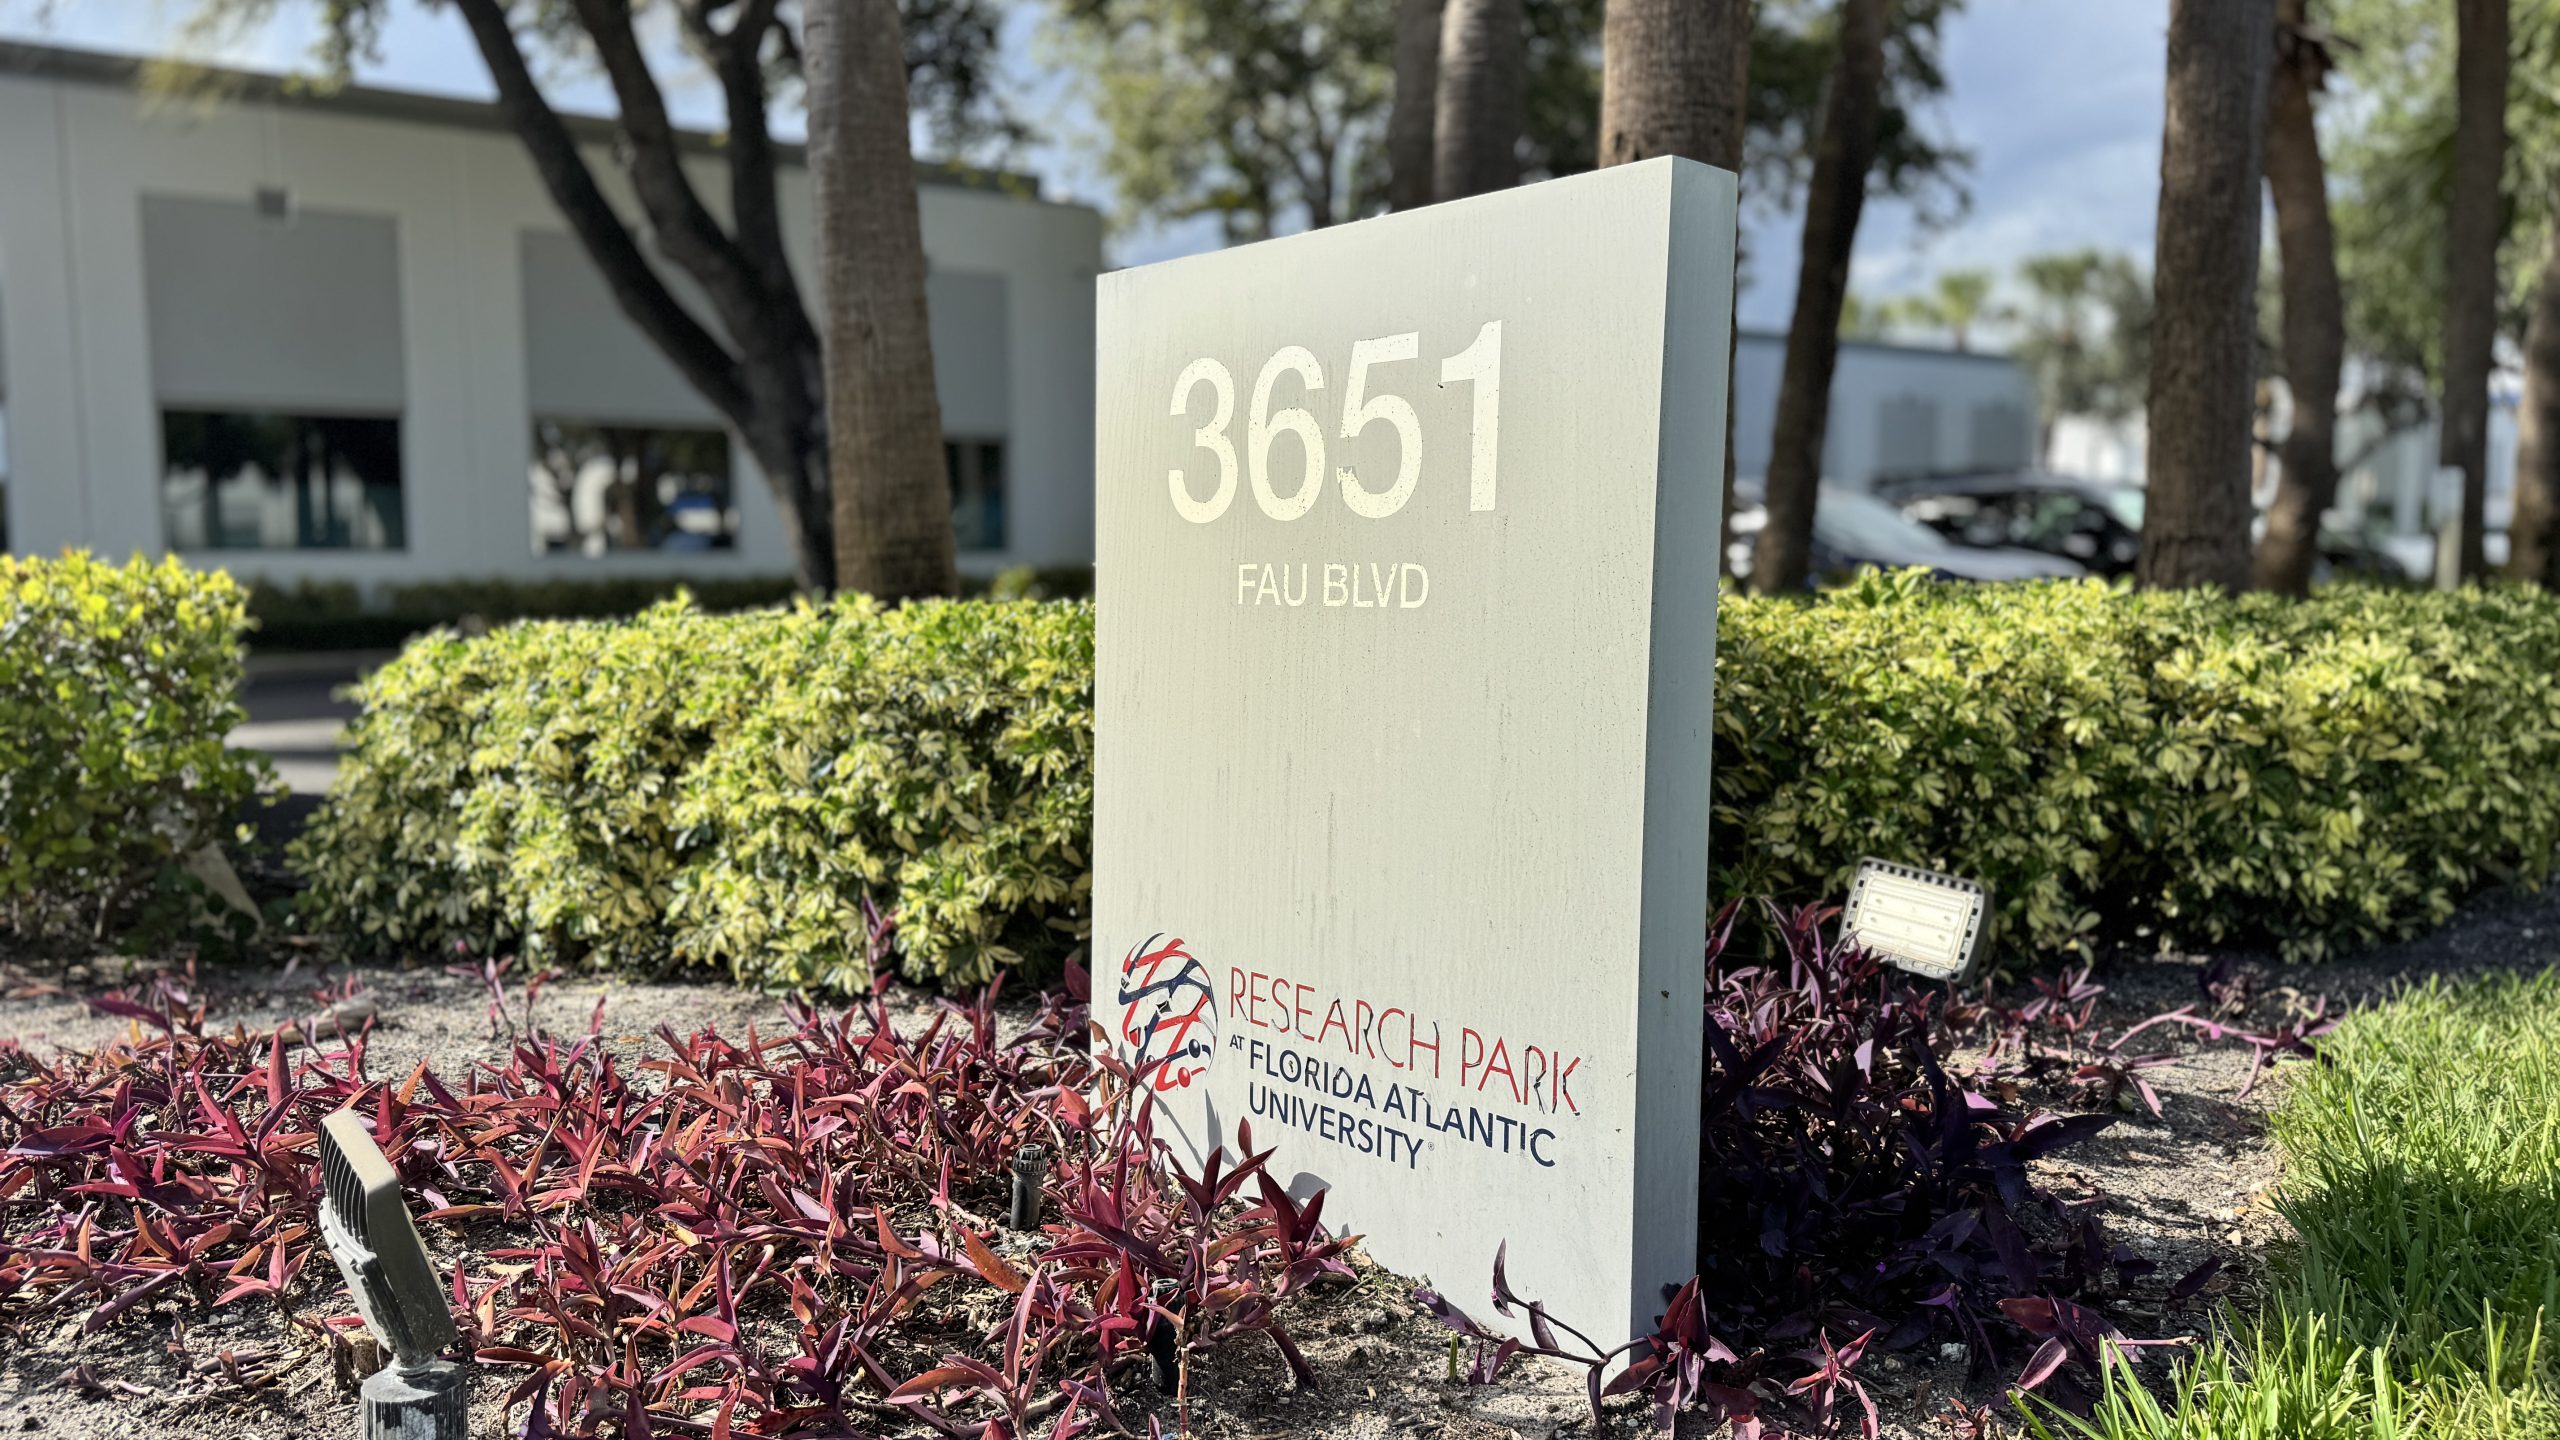 3651
FAU BLVD
RESEARCH PARK
AT FLORIDA ATLANTIC
UNIVERSITY®